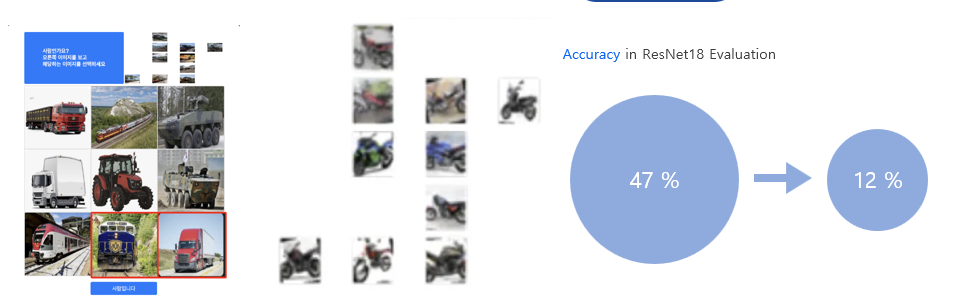 사람인가요?
오른쪽 이미지를 보고
해당하는 이미지를 선택하세요
사람입니다
Accuracy in ResNet18 Evaluation
47 %
12 %